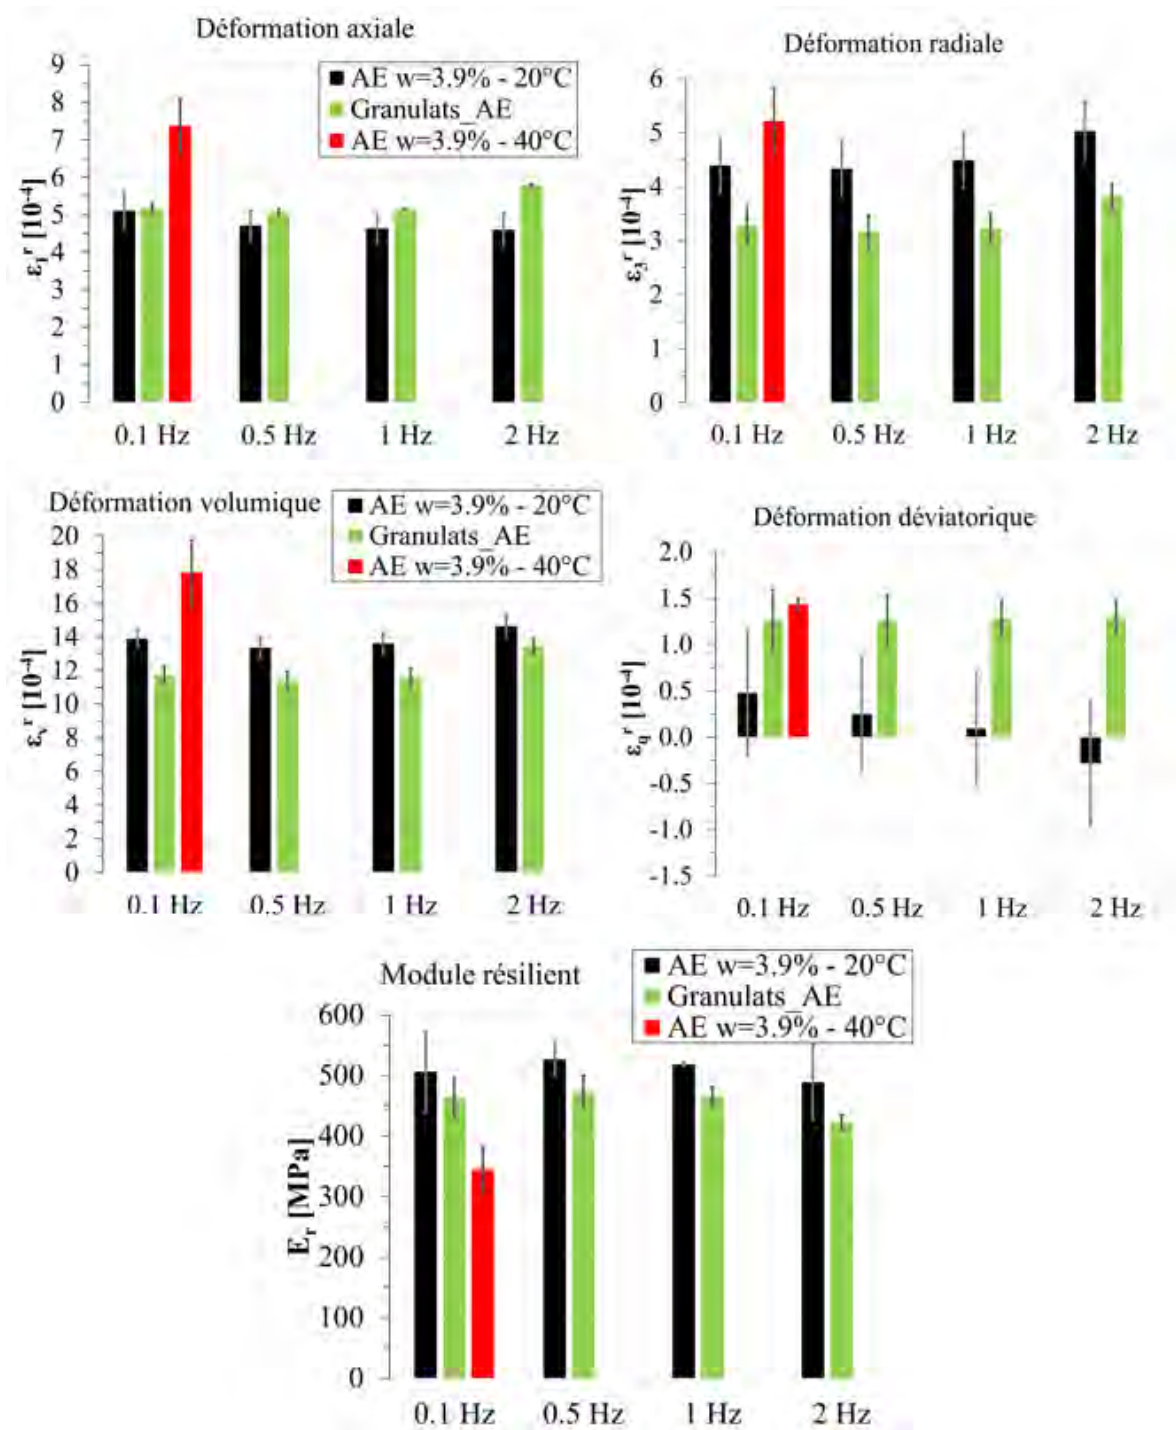 Déformation axiale
9
8
7
6
5
4
3
2
1
0
ε₁ʳ [10⁻⁴]
AE w=3.9% - 20°C
Granulats_AE
AE w=3.9% - 40°C
0.1 Hz 0.5 Hz 1 Hz 2 Hz
Déformation radiale
6
5
4
3
2
1
0
ε₃ʳ [10⁻⁴]
0.1 Hz 0.5 Hz 1 Hz 2 Hz
Déformation volumique
20
18
16
14
12
10
8
6
4
2
0
εᵥʳ [10⁻⁴]
AE w=3.9% - 20°C
Granulats_AE
AE w=3.9% - 40°C
0.1 Hz 0.5 Hz 1 Hz 2 Hz
Déformation déviatorique
2.0
1.5
1.0
0.5
0.0
-0.5
-1.0
-1.5
ε_q^r [10⁻⁴]
0.1 Hz 0.5 Hz 1 Hz 2 Hz
Module résilient
600
500
400
300
200
100
0
Eᵣ [MPa]
AE w=3.9% - 20°C
Granulats_AE
AE w=3.9% - 40°C
0.1 Hz 0.5 Hz 1 Hz 2 Hz